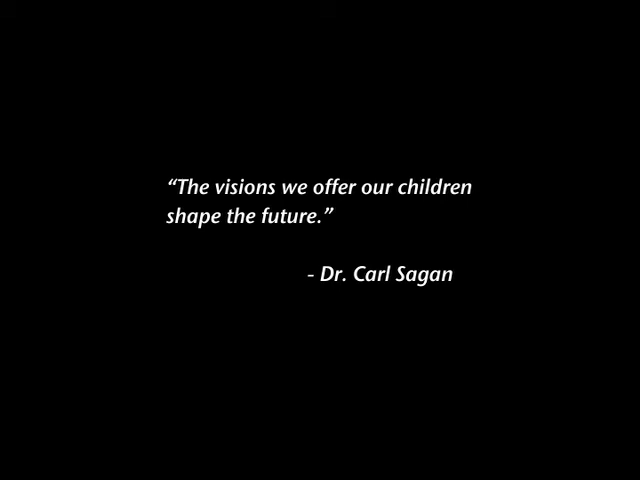 “The visions we offer our children
shape the future.”
- Dr. Carl Sagan